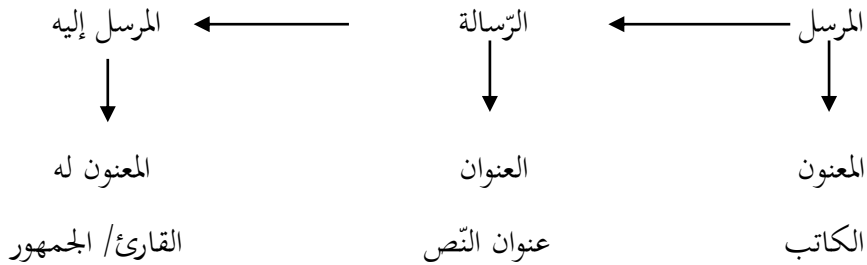 المرسل الرّسالة المرسل إليه
المعنون العنوان المعنون له
الكاتب عنوان النّص القارئ/ الجمهور